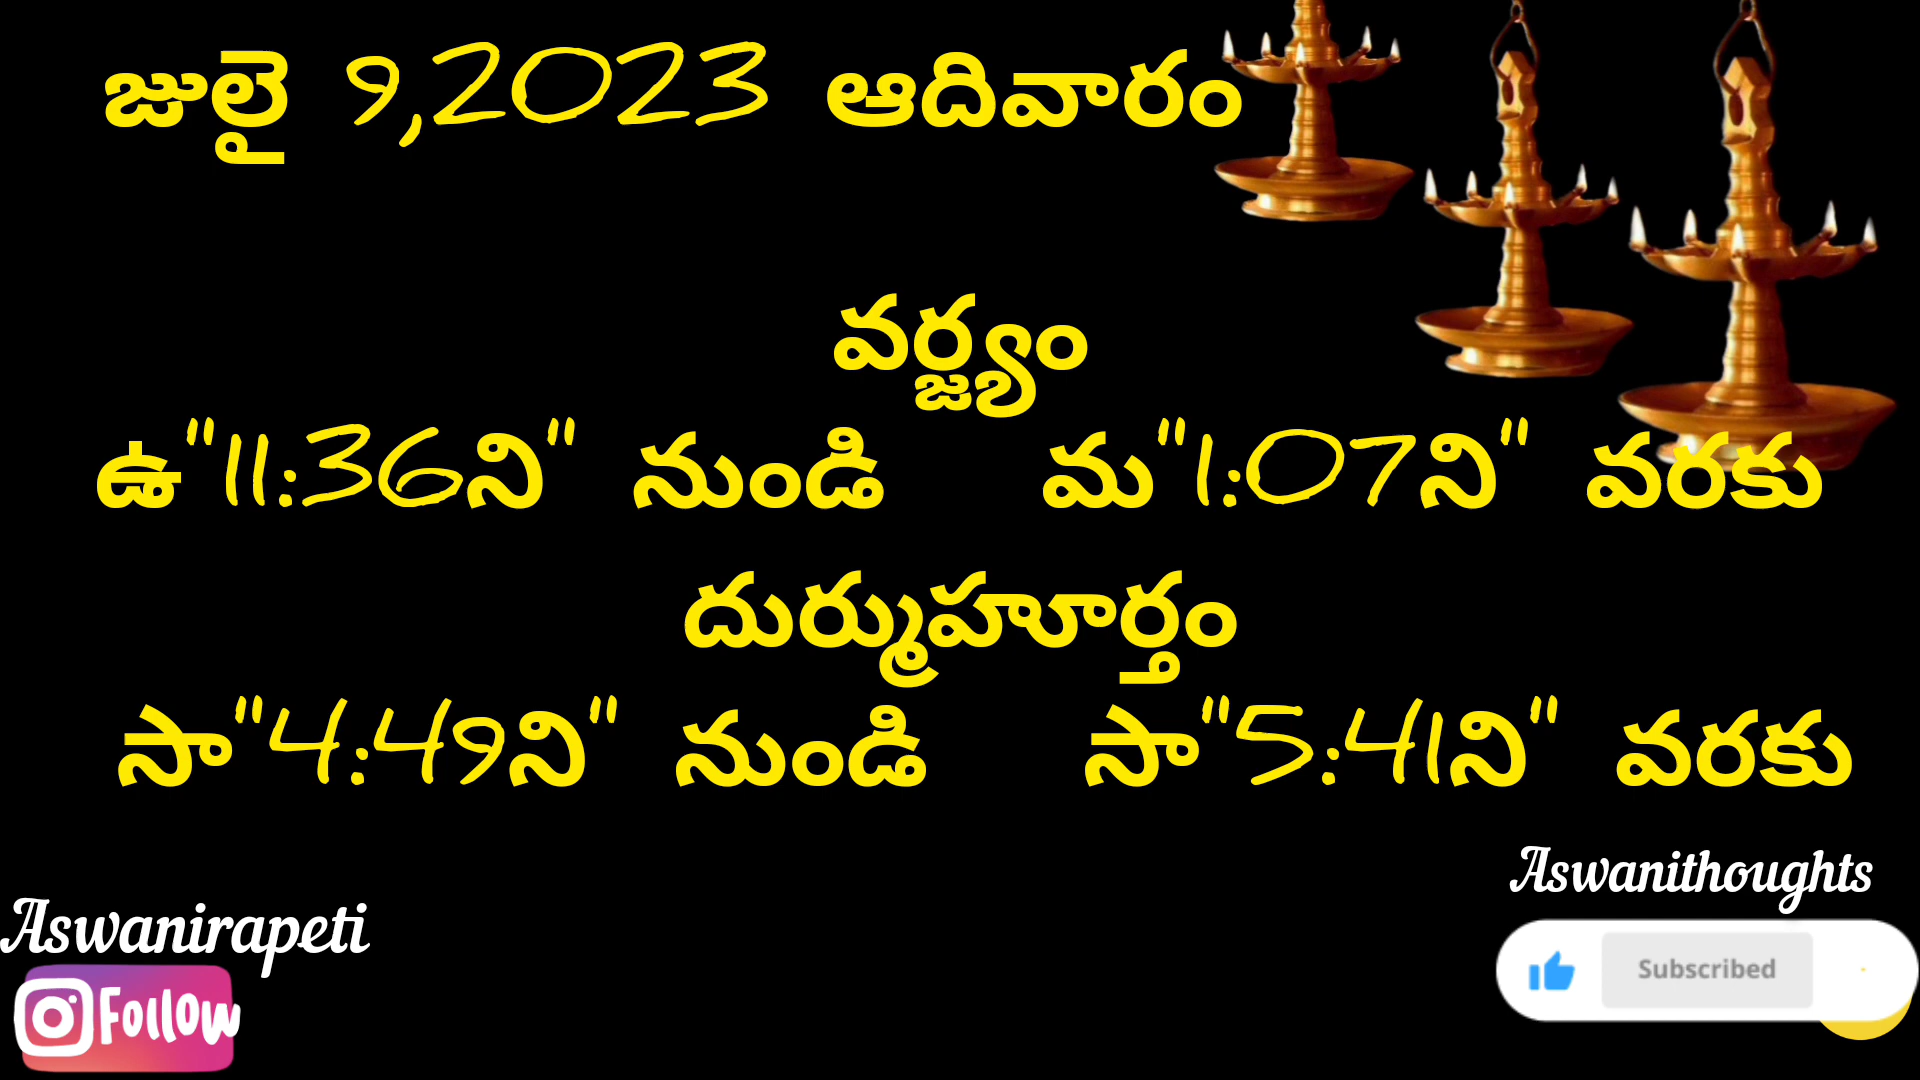 జులై 9,2023 ఆదివారం
వర్జ్యం
ఉ"11:36ని" నుండి మ"1:07ని" వరకు
దుర్ముహూర్తం
సా"4:49ని" నుండి సా"5:41ని" వరకు
Aswanithoughts
Aswanirapeti
Subscribed
Follow